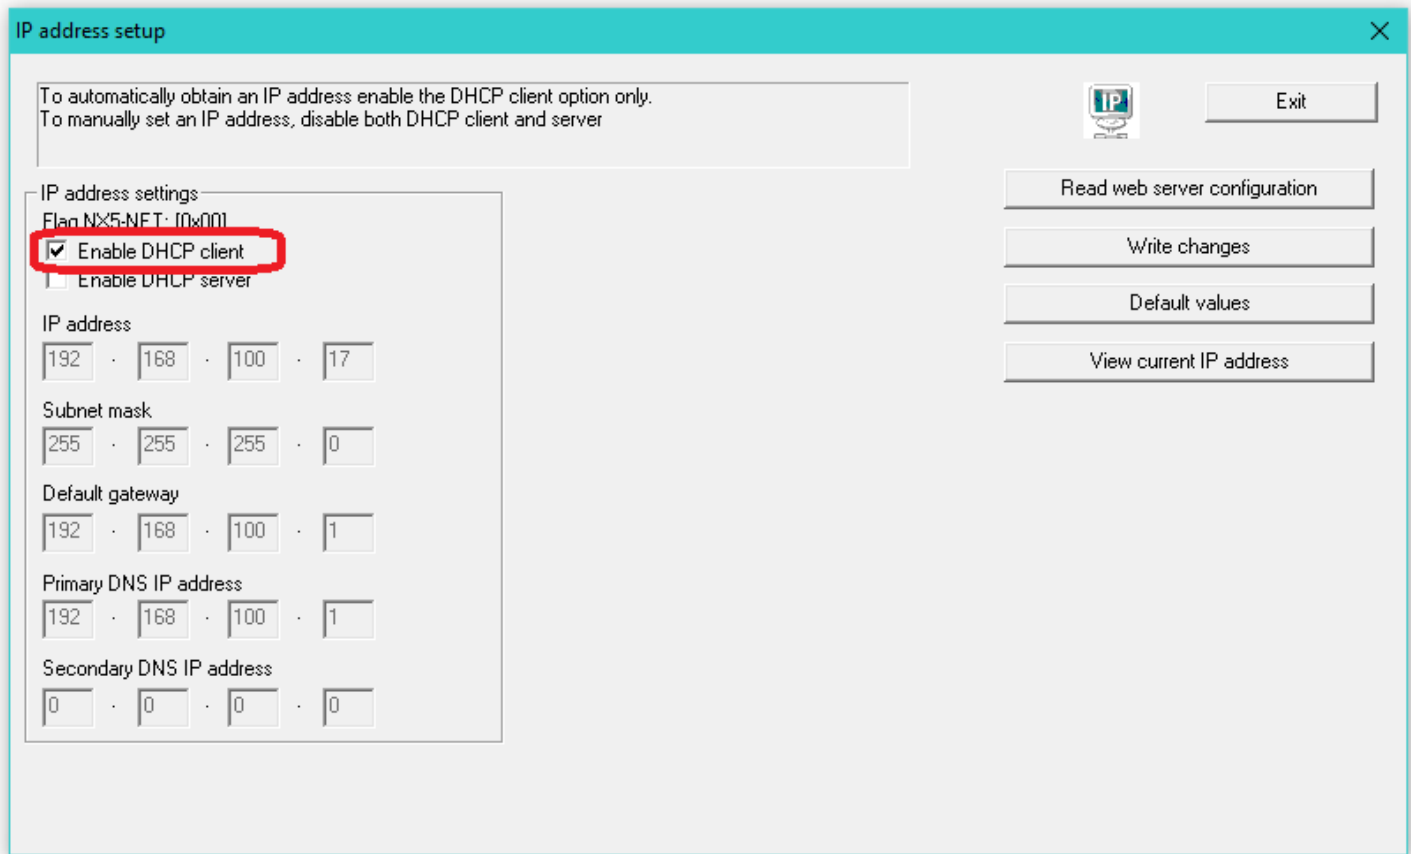 IP address setup
To automatically obtain an IP address enable the DHCP client option only.
To manually set an IP address, disable both DHCP client and server
IP
Exit
Read web server configuration
Write changes
Default values
View current IP address
IP address settings
Flag NX5-NET: [0x00]
Enable DHCP client
Enable DHCP server
IP address
192 . 168 . 100 . 17
Subnet mask
255 . 255 . 255 . 0
Default gateway
192 . 168 . 100 . 1
Primary DNS IP address
192 . 168 . 100 . 1
Secondary DNS IP address
0 . 0 . 0 . 0